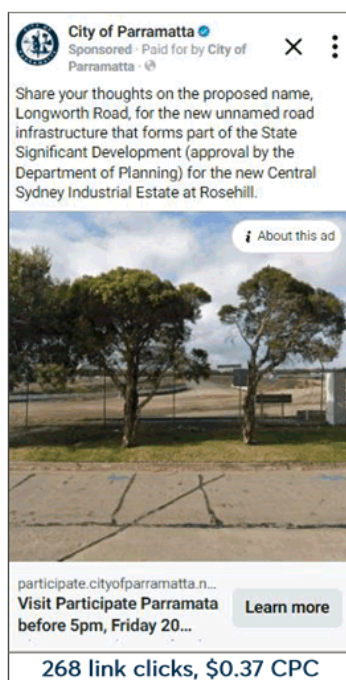 City of Parramatta
Sponsored · Paid for by City of
Parramatta ·
Share your thoughts on the proposed name,
Longworth Road, for the new unnamed road
infrastructure that forms part of the State
Significant Development (approval by the
Department of Planning) for the new Central
Sydney Industrial Estate at Rosehill.
i About this ad
participate.cityofparramatta.n...
Visit Participate Parramatta
before 5pm, Friday 20...
Learn more
268 link clicks, $0.37 CPC